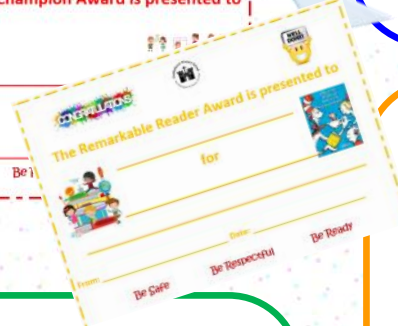 Champion Award is presented to
Be
CONGRATULATIONS
WELL DONE!
The Remarkable Reader Award is presented to
for
Date:
From:
Be Safe
Be Respectful
Be Ready